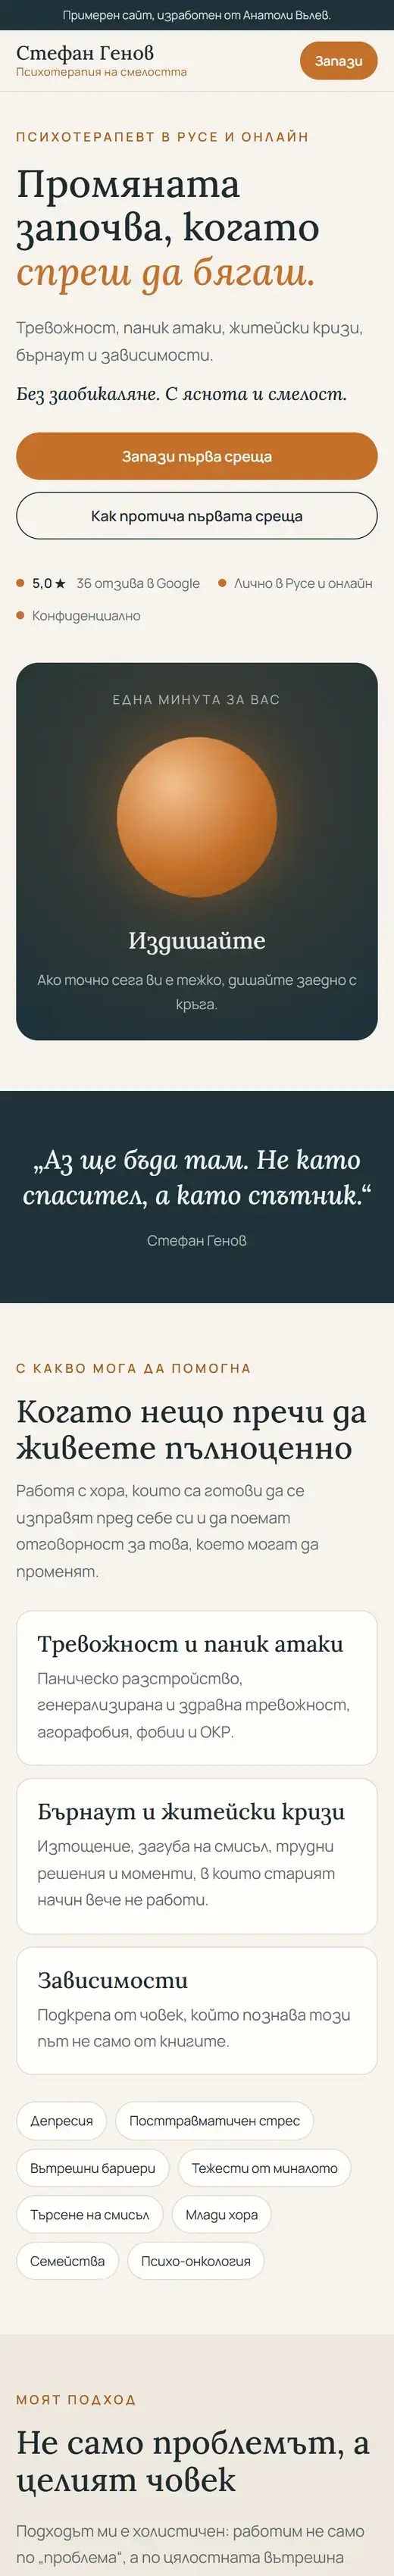 Примерен сайт, изработен от Анатоли Вълев.
Стефан Генов
Психотерапия на смелостта
Запази
ПСИХОТЕРАПЕВТ В РУСЕ И ОНЛАЙН
Промяната
започва, когато
спреш да бягаш.
Тревожност, паник атаки, житейски кризи,
бърнаут и зависимости.
Без заобикаляне. С яснота и смелост.
Запази първа среща
Как протича първата среща
5,0 ★ 36 отзива в Google
Лично в Русе и онлайн
Конфиденциално
ЕДНА МИНУТА ЗА ВАС
Издишайте
Ако точно сега ви е тежко, дишайте заедно с
кръга.
„Аз ще бъда там. Не като
спасител, а като спътник.“
Стефан Генов
С КАКВО МОГА ДА ПОМОГНА
Когато нещо пречи да
живеете пълноценно
Работя с хора, които са готови да се
изправят пред себе си и да поемат
отговорност за това, което могат да
променят.
Тревожност и паник атаки
Паническо разстройство,
генерализирана и здравна тревожност,
агорафобия, фобии и ОКР.
Бърнаут и житейски кризи
Изтощение, загуба на смисъл, трудни
решения и моменти, в които старият
начин вече не работи.
Зависимости
Подкрепа от човек, който познава този
път не само от книгите.
Депресия
Посттравматичен стрес
Вътрешни бариери
Тежести от миналото
Търсене на смисъл
Млади хора
Семейства
Психо-онкология
МОЯТ ПОДХОД
Не само проблемът, а
целият човек
Подходът ми е холистичен: работим не само
по „проблема“, а по цялостната вътрешна